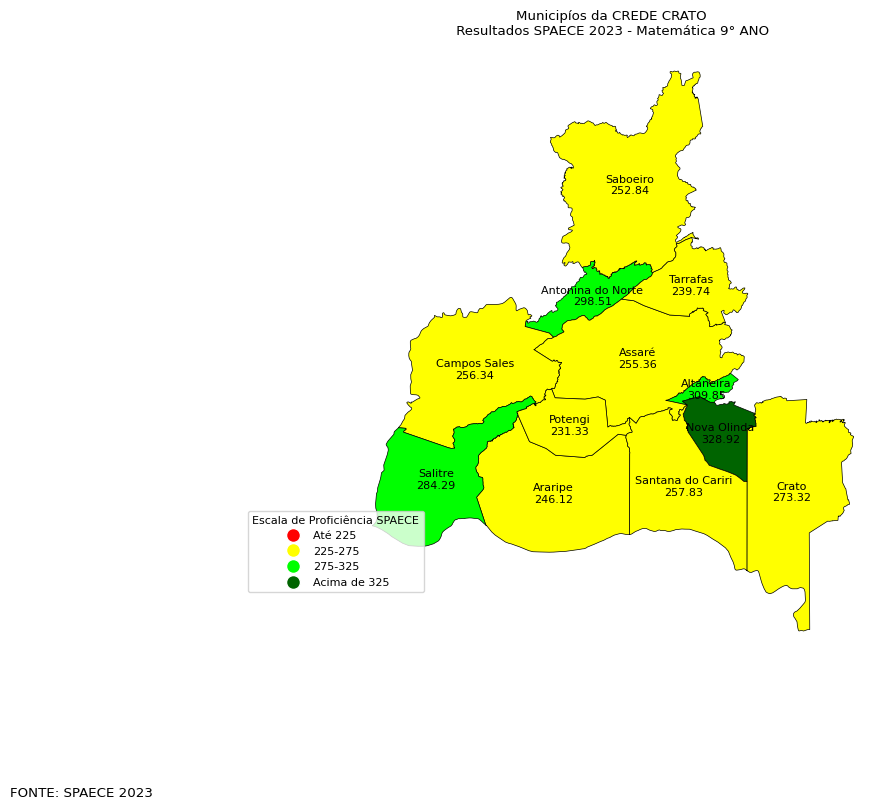 Municipíos da CREDE CRATO
Resultados SPAECE 2023 - Matemática 9° ANO
Saboeiro
252.84
Tarrafas
239.74
Antonina do Norte
298.51
Assaré
255.36
Campos Sales
256.34
Altaneira
309.85
Potengi
231.33
Nova Olinda
328.92
Salitre
284.29
Araripe
246.12
Santana do Cariri
257.83
Crato
273.32
Escala de Proficiência SPAECE
Até 225
225-275
275-325
Acima de 325
FONTE: SPAECE 2023